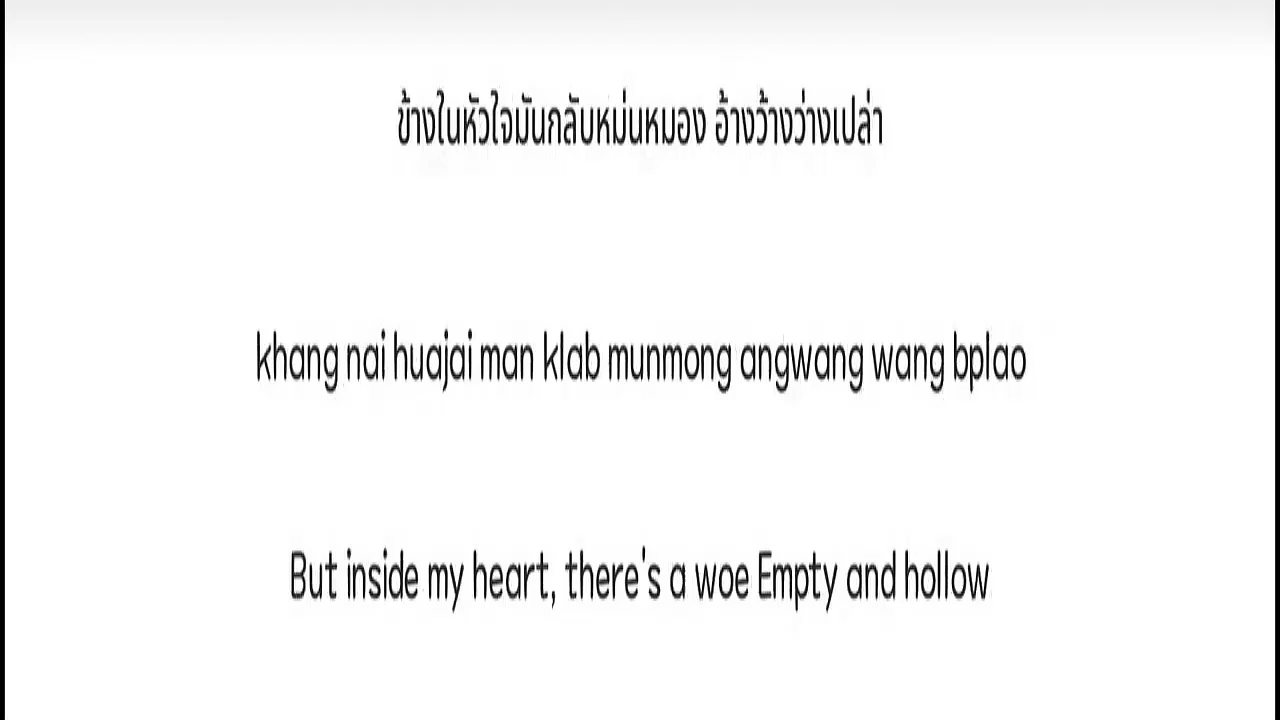 ข้างในหัวใจมันกลับหม่นหมอง อ้างว้างว่างเปล่า
khang nai huajai man klab munmong angwang wang bplao
But inside my heart, there's a woe Empty and hollow